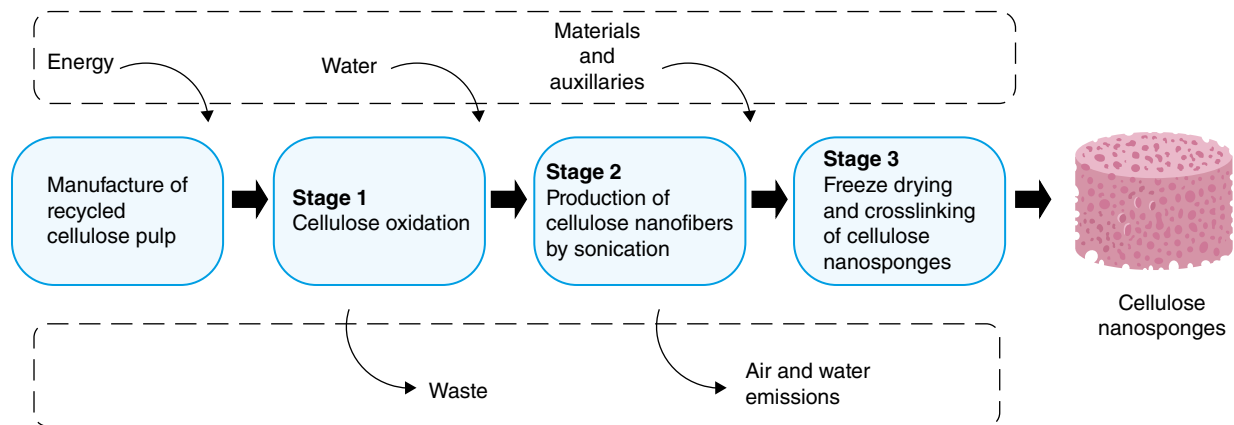 Energy
Water
Materials
and
auxillaries
Manufacture of
recycled
cellulose pulp
Stage 1
Cellulose oxidation
Stage 2
Production of
cellulose nanofibers
by sonication
Stage 3
Freeze drying
and crosslinking
of cellulose
nanosponges
Cellulose
nanosponges
Waste
Air and water
emissions